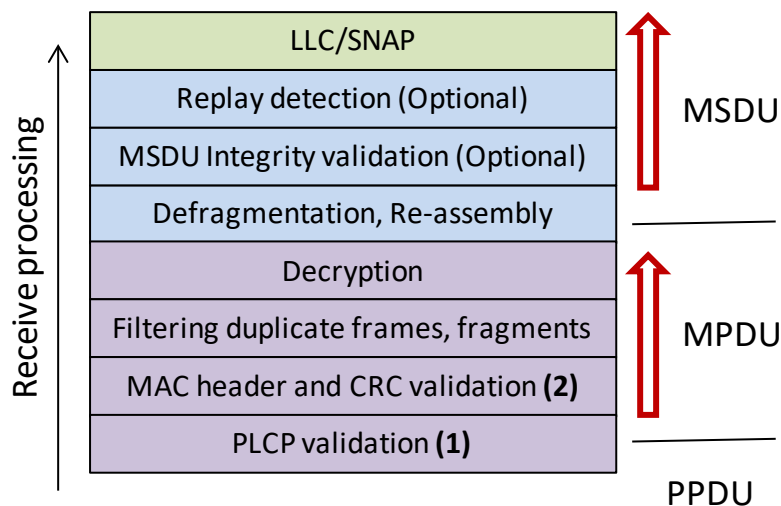 LLC/SNAP
Replay detection (Optional)
MSDU Integrity validation (Optional)
Defragmentation, Re-assembly
Decryption
Filtering duplicate frames, fragments
MAC header and CRC validation (2)
PLCP validation (1)
Receive processing
MSDU
MPDU
PPDU